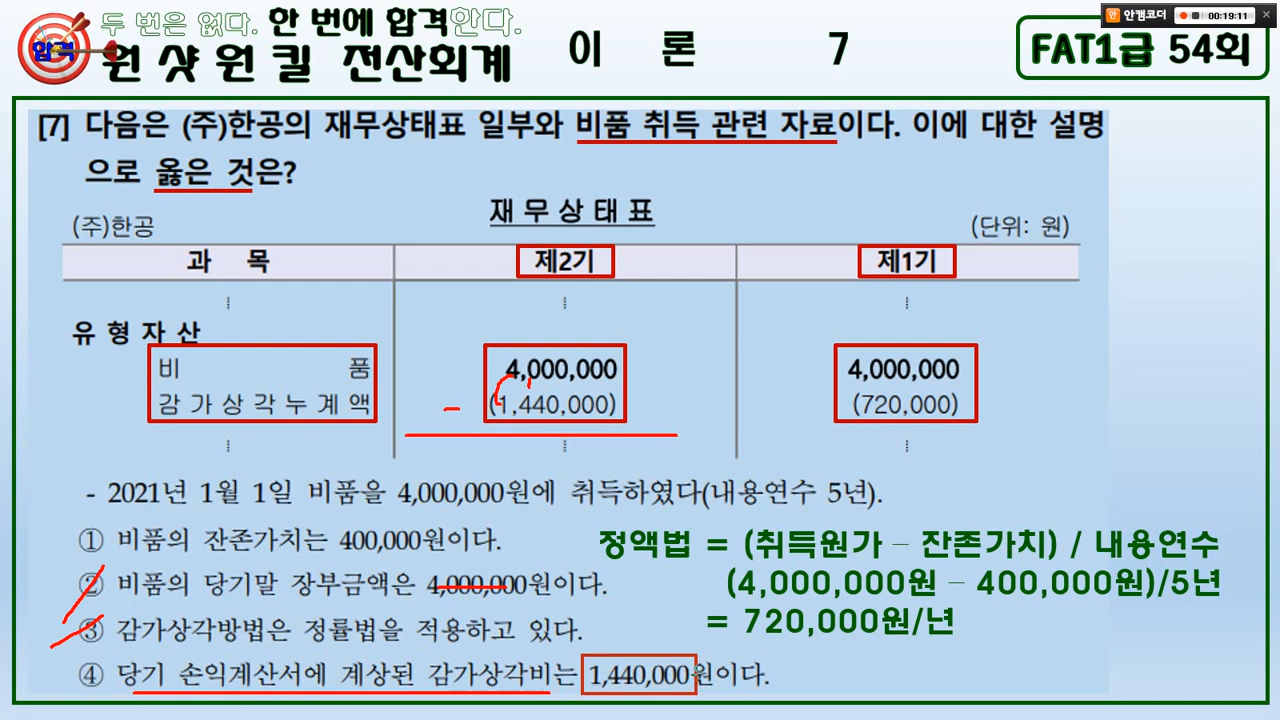 두 번은 없다. 한 번에 합격한다.
합격
원 샷 원 킬 전산회계
이 론 7
안캠코더
00:19:11
FAT1급 54회
[7] 다음은 (주)한공의 재무상태표 일부와 비품 취득 관련 자료이다. 이에 대한 설명
으로 옳은 것은?
재 무 상 태 표
(주)한공 (단위: 원)
과 목 제2기 제1기
⁞ ⁞ ⁞
유 형 자 산
비 품 4,000,000 4,000,000
감 가 상 각 누 계 액 (1,440,000) (720,000)
⁞ ⁞ ⁞
- 2021년 1월 1일 비품을 4,000,000원에 취득하였다(내용연수 5년).
① 비품의 잔존가치는 400,000원이다.
② 비품의 당기말 장부금액은 4,000,000원이다.
③ 감가상각방법은 정률법을 적용하고 있다.
④ 당기 손익계산서에 계상된 감가상각비는 1,440,000원이다.
정액법 = (취득원가 – 잔존가치) / 내용연수
(4,000,000원 – 400,000원)/5년
= 720,000원/년